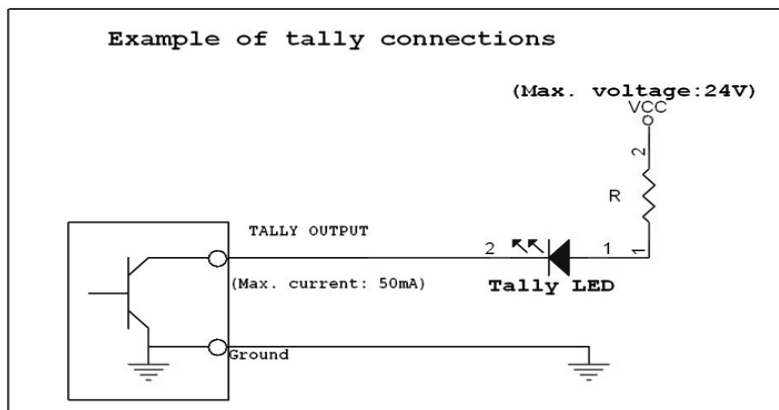 Example of tally connections
(Max. voltage:24V)
VCC
2
R
1
TALLY OUTPUT
2
1
(Max. current: 50mA)
Tally LED
Ground